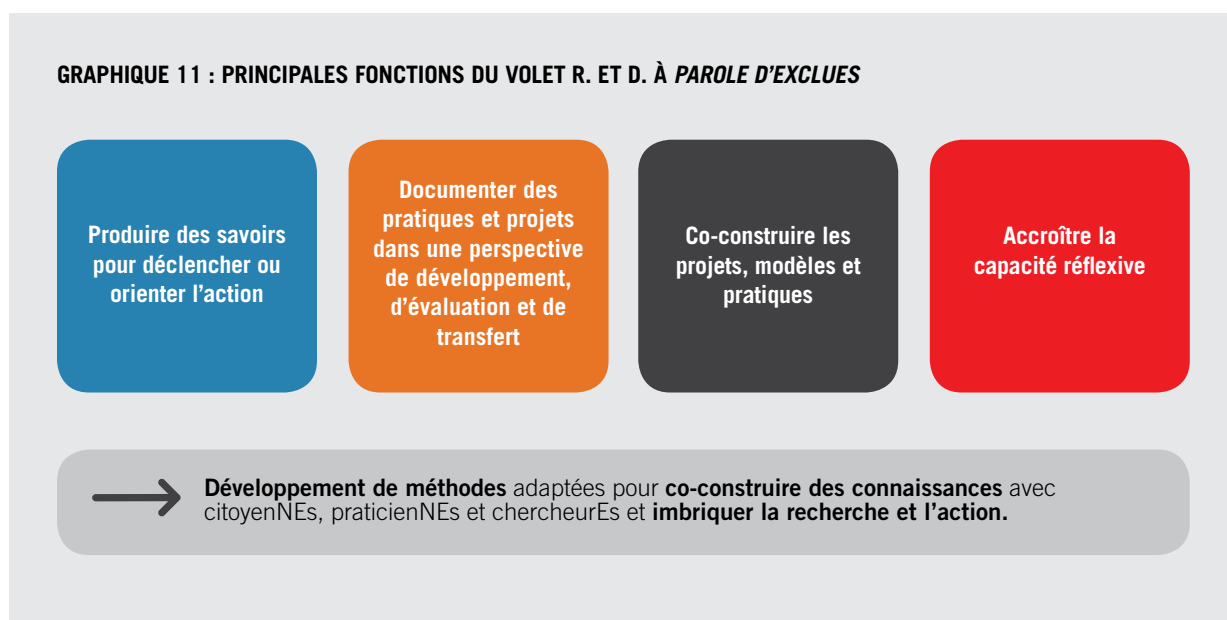 GRAPHIQUE 11 : PRINCIPALES FONCTIONS DU VOLET R. ET D. À PAROLE D'EXCLUES
Produire des savoirs
pour déclencher ou
orienter l’action
Documenter des
pratiques et projets
dans une perspective
de développement,
d’évaluation et de
transfert
Co-construire les
projets, modèles et
pratiques
Accroître la
capacité réflexive
Développement de méthodes adaptées pour co-construire des connaissances avec
citoyenNEs, praticienNEs et chercheurEs et imbriquer la recherche et l’action.